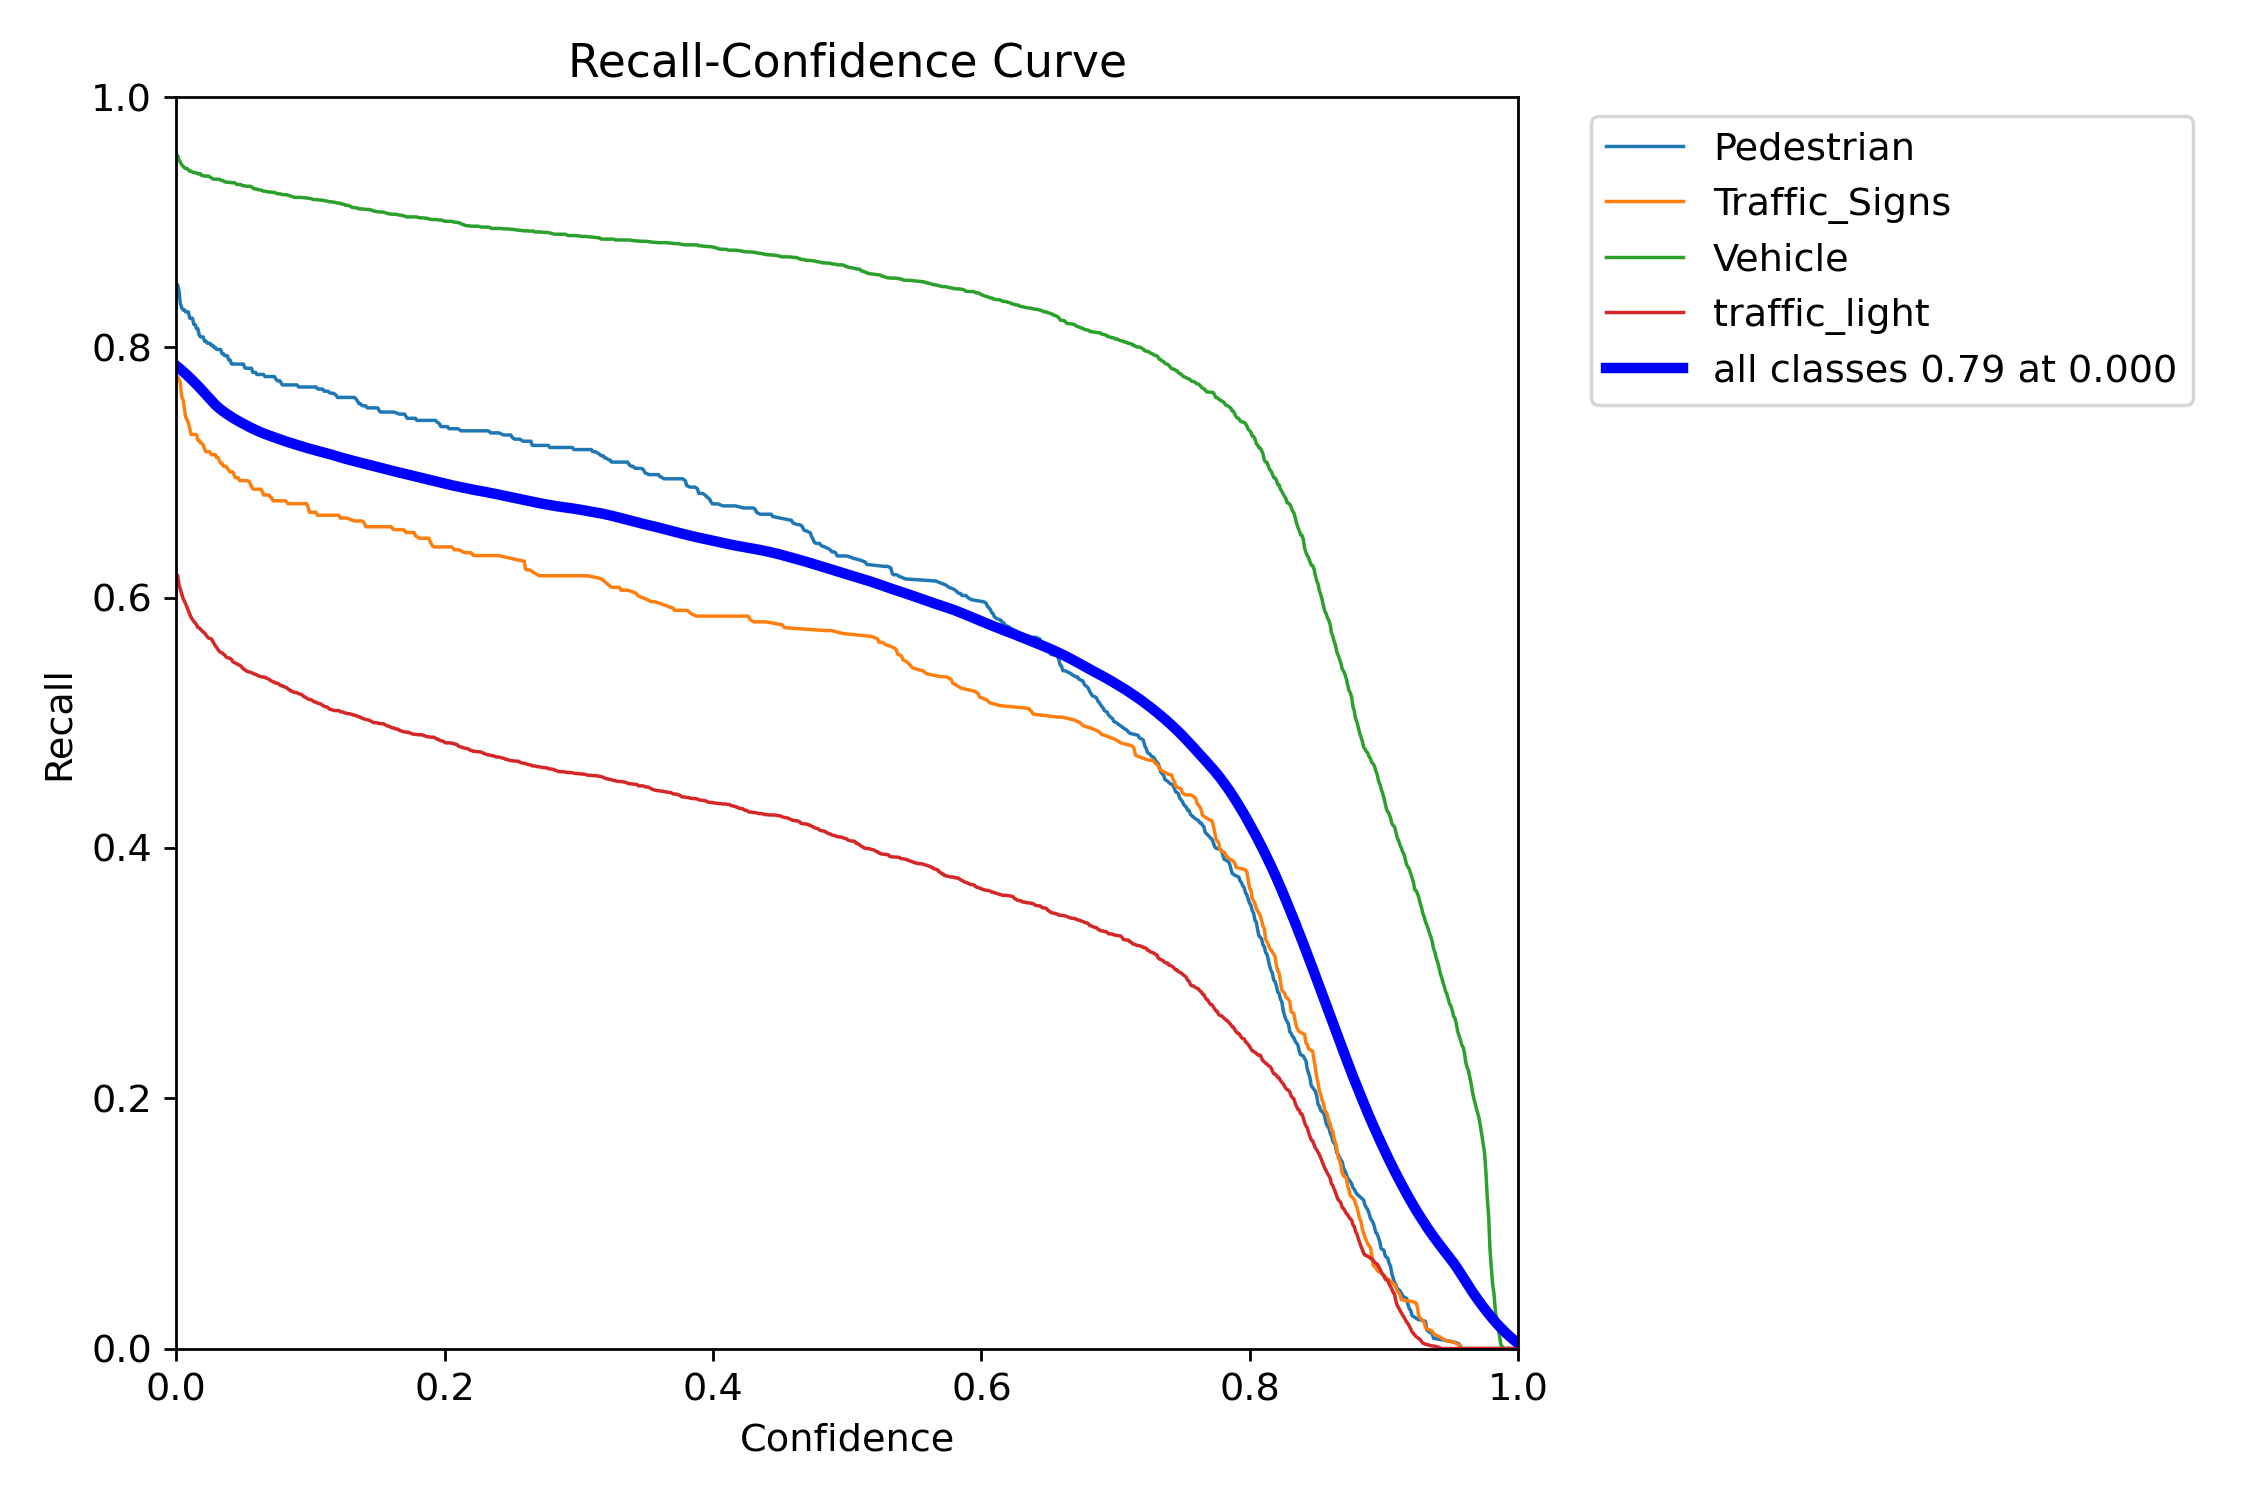 Recall-Confidence Curve
1.0
0.8
0.6
0.4
0.2
0.0
Recall
0.0 0.2 0.4 0.6 0.8 1.0
Confidence
Pedestrian
Traffic_Signs
Vehicle
traffic_light
all classes 0.79 at 0.000